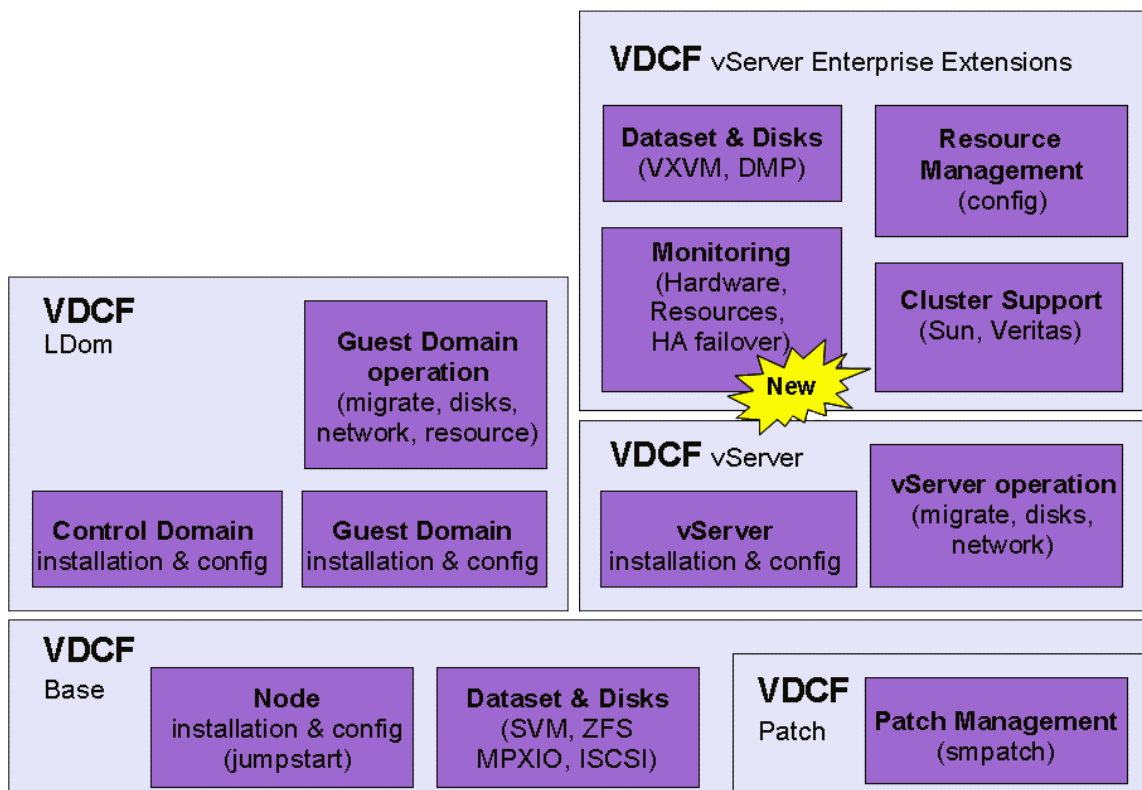 VDCF vServer Enterprise Extensions
Dataset & Disks
(VXVM, DMP)
Resource
Management
(config)
Monitoring
(Hardware,
Resources,
HA failover)
Cluster Support
(Sun, Veritas)
New
VDCF
LDom
Guest Domain
operation
(migrate, disks,
network, resource)
Control Domain
installation & config
Guest Domain
installation & config
VDCF vServer
vServer
installation & config
vServer operation
(migrate, disks,
network)
VDCF
Base
Node
installation & config
(jumpstart)
Dataset & Disks
(SVM, ZFS
MPXIO, ISCSI)
VDCF
Patch
Patch Management
(smpatch)